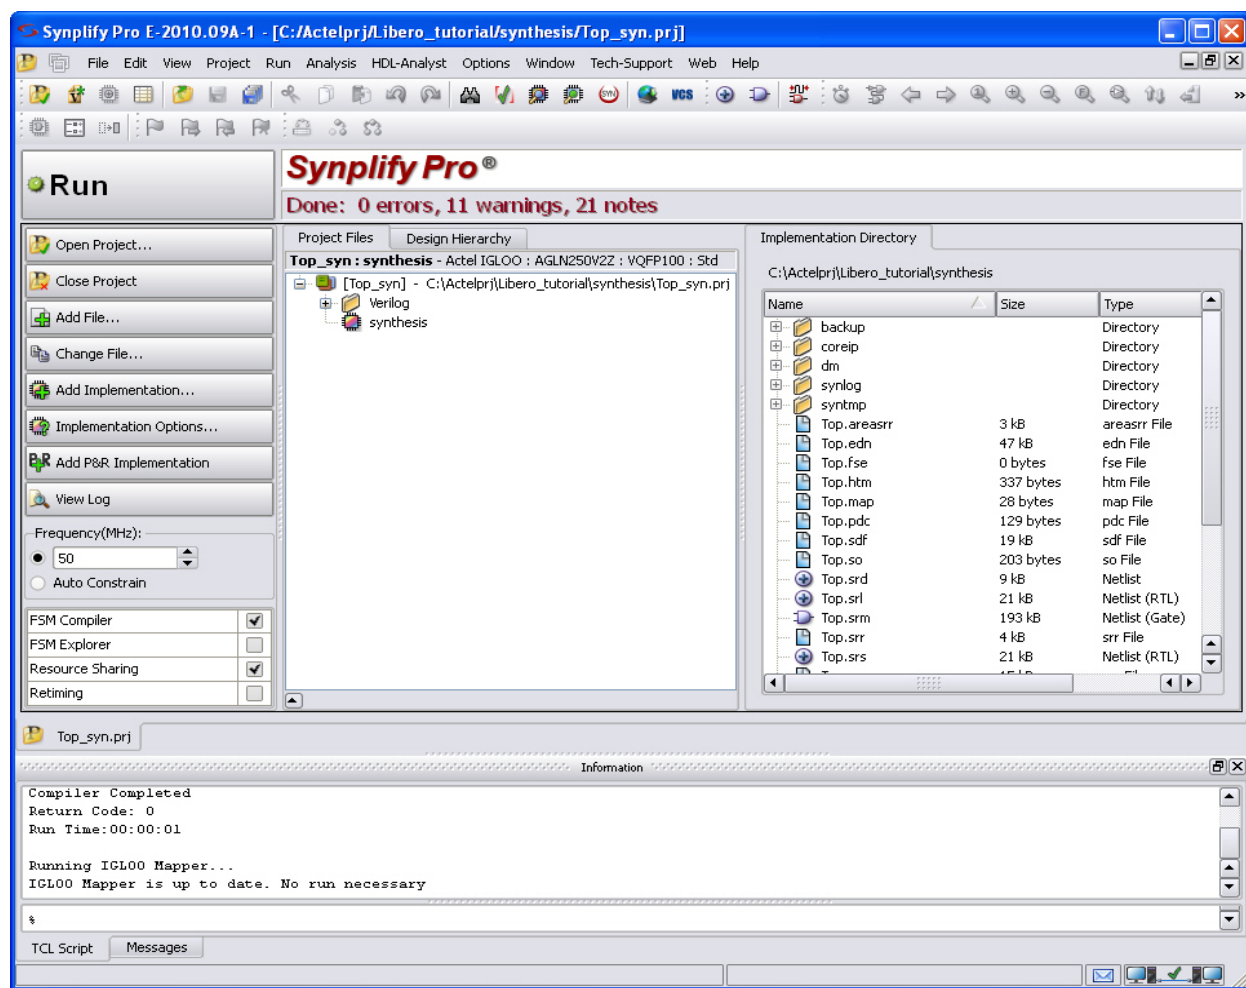 Synplify Pro E-2010.09A-1 - [C:/Actelprj/Libero_tutorial/synthesis/Top_syn.prj]
File Edit View Project Run Analysis HDL-Analyst Options Window Tech-Support Web Help
SYN VCS »
Run
Synplify Pro®
Done: 0 errors, 11 warnings, 21 notes
Open Project...
Close Project
Add File...
Change File...
Add Implementation...
Implementation Options...
Add P&R Implementation
View Log
Frequency(MHz):
50
Auto Constrain
FSM Compiler
FSM Explorer
Resource Sharing
Retiming
Project Files Design Hierarchy
Top_syn : synthesis - Actel IGLOO : AGLN250V2Z : VQFP100 : Std
[Top_syn] - C:\Actelprj\Libero_tutorial\synthesis\Top_syn.prj
Verilog
synthesis
Implementation Directory
C:\Actelprj\Libero_tutorial\synthesis
Name Size Type
backup Directory
coreip Directory
dm Directory
synlog Directory
syntmp Directory
Top.areasrr 3 kB areasrr File
Top.edn 47 kB edn File
Top.fse 0 bytes fse File
Top.htm 337 bytes htm File
Top.map 28 bytes map File
Top.pdc 129 bytes pdc File
Top.sdf 19 kB sdf File
Top.so 203 bytes so File
Top.srd 9 kB Netlist
Top.srl 21 kB Netlist (RTL)
Top.srm 193 kB Netlist (Gate)
Top.srr 4 kB srr File
Top.srs 21 kB Netlist (RTL)
Top_syn.prj
Information
Compiler Completed
Return Code: 0
Run Time:00:00:01
Running IGLOO Mapper...
IGLOO Mapper is up to date. No run necessary
%
TCL Script Messages